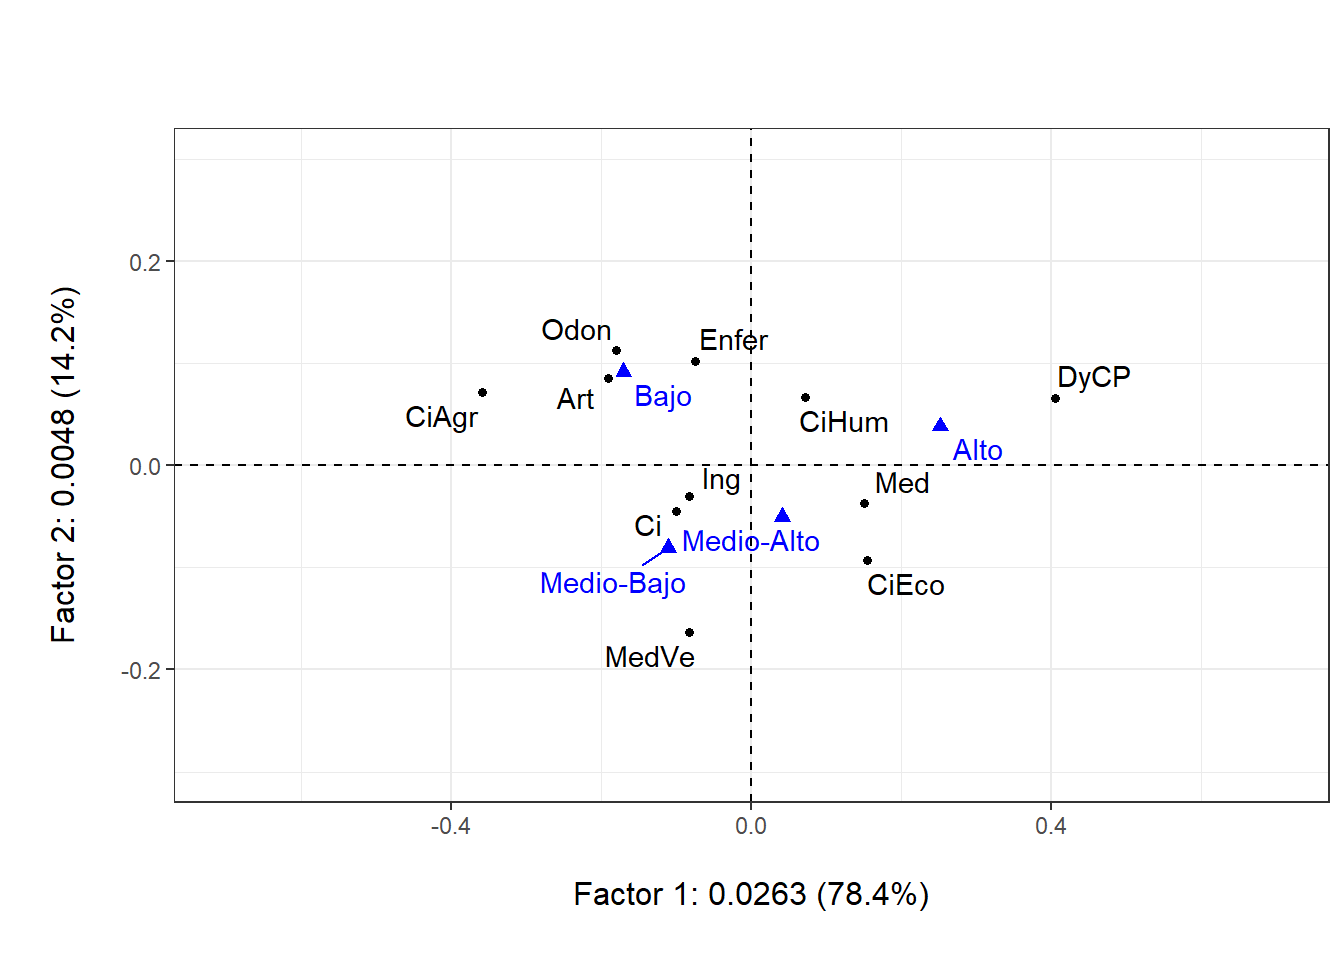 Factor 2: 0.0048 (14.2%)
0.2
0.0
-0.2
Odon
Enfer
DyCP
Art
Bajo
CiAgr
CiHum
Alto
Ing
Med
Ci
Medio-Alto
Medio-Bajo
CiEco
MedVe
-0.4
0.0
0.4
Factor 1: 0.0263 (78.4%)